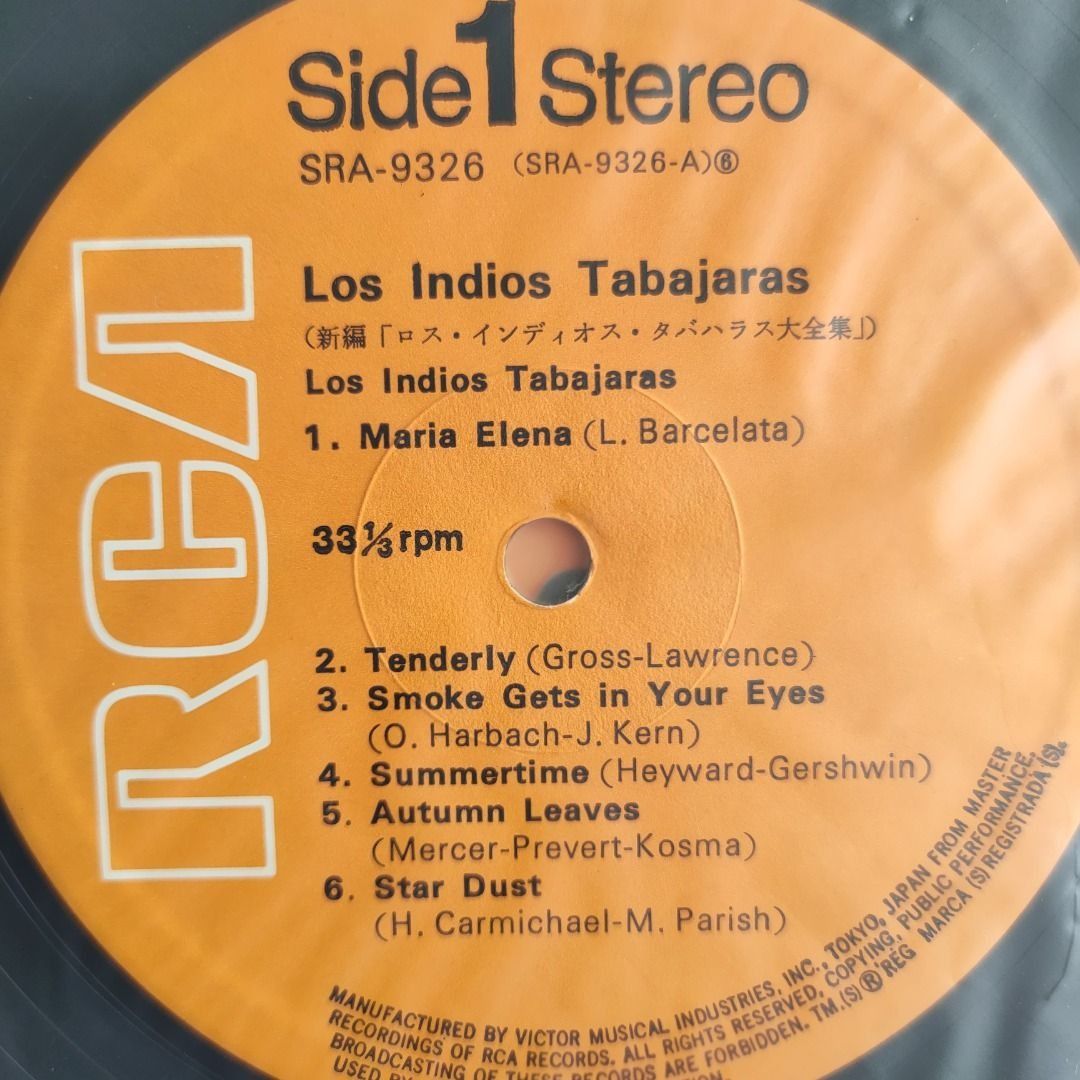 Side 1 Stereo
SRA-9326 (SRA-9326-A)⑥
RCA
Los Indios Tabajaras
(新編「ロス・インディオス・タバハラス大全集」)
Los Indios Tabajaras
1. Maria Elena (L. Barcelata)
33 1/3 rpm
2. Tenderly (Gross-Lawrence)
3. Smoke Gets in Your Eyes
(O. Harbach-J. Kern)
4. Summertime (Heyward-Gershwin)
5. Autumn Leaves
(Mercer-Prevert-Kosma)
6. Star Dust
(H. Carmichael-M. Parish)
MANUFACTURED BY VICTOR MUSICAL INDUSTRIES, INC., TOKYO, JAPAN FROM MASTER
RECORDINGS OF RCA RECORDS. ALL RIGHTS RESERVED, COPYING, PUBLIC PERFORMANCE,
BROADCASTING OF THESE RECORDS ARE FORBIDDEN. TM.(S)® REG MARCA (S) REGISTRADA (S).
USED BY